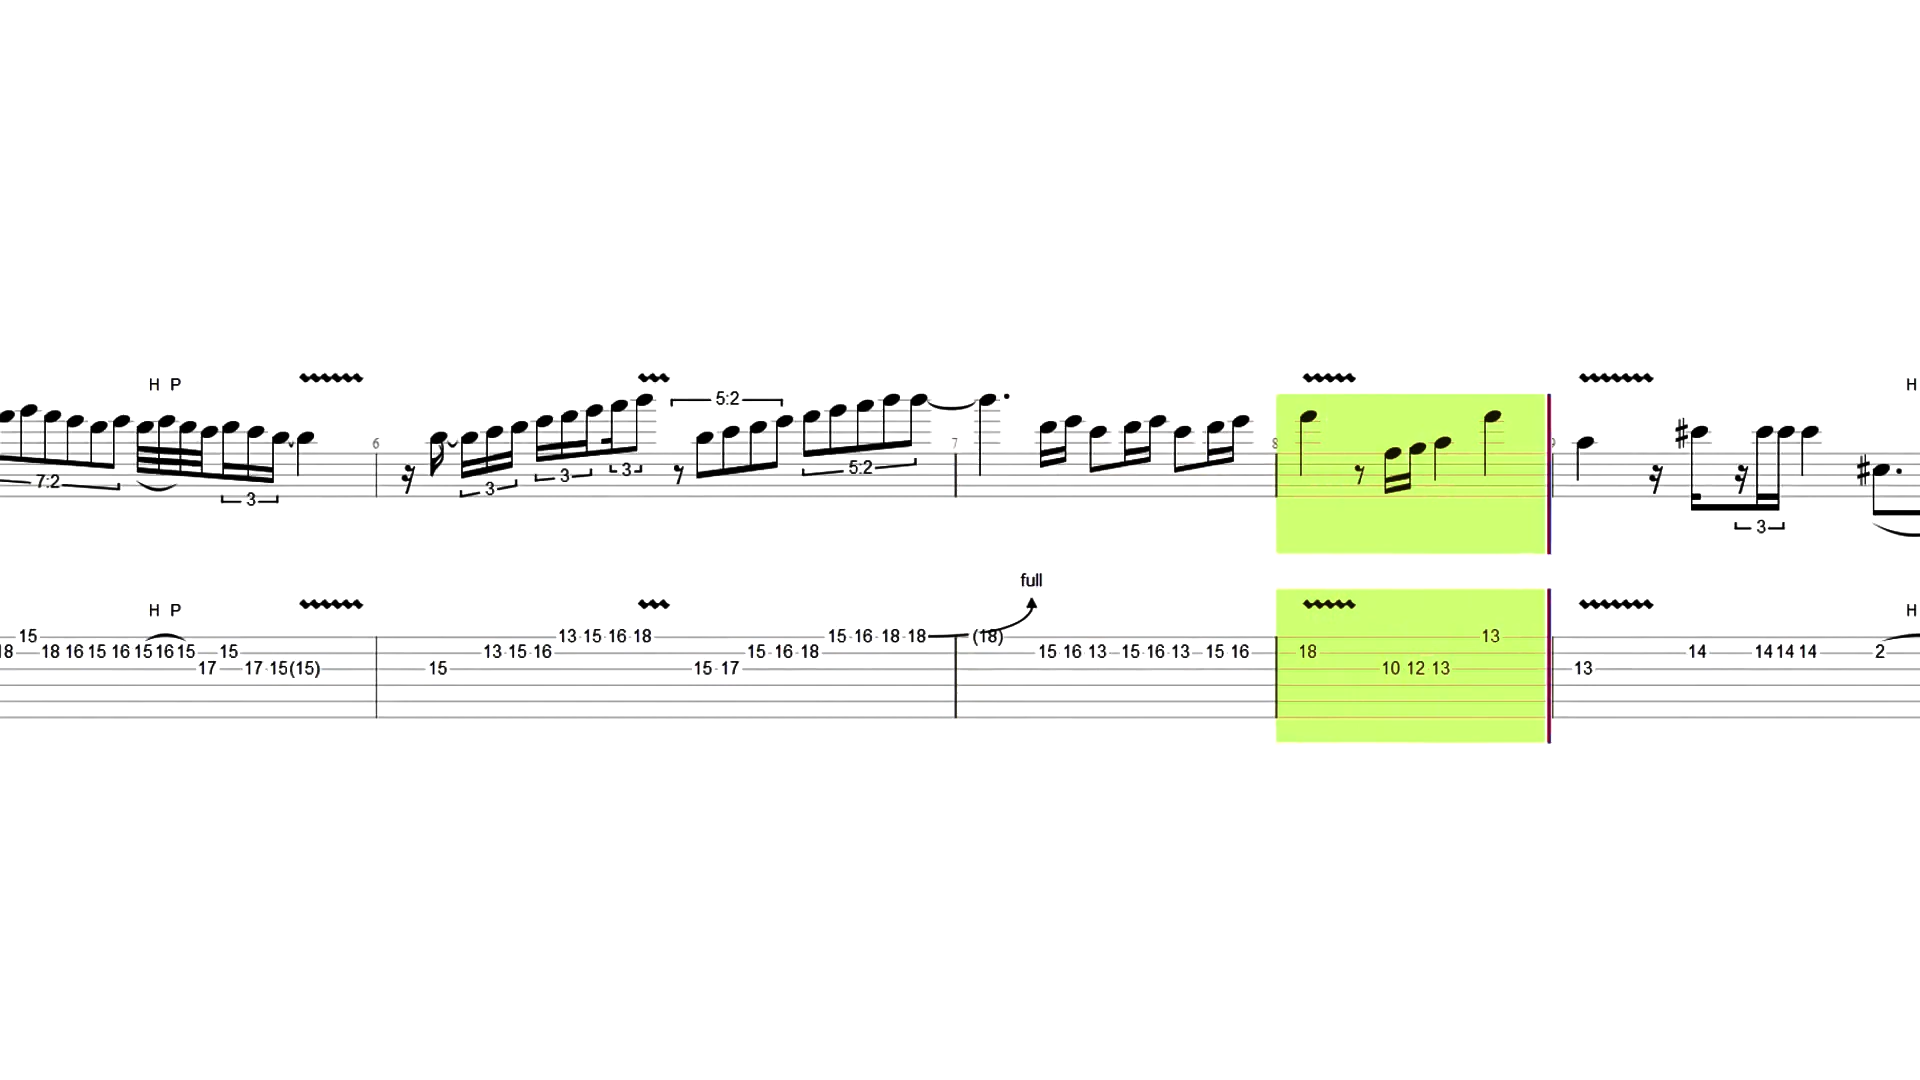 H P H
5:2
6 7 8 9
7:2 3 3 3 3 5:2 3
full
H P H
15 13 15 16 18 15 16 18 18 (18) 13
18 18 16 15 16 15 16 15 15 13 15 16 15 16 18 15 16 13 15 16 13 15 16 18 14 14 14 14 2
17 17 15 (15) 15 15 17 10 12 13 13